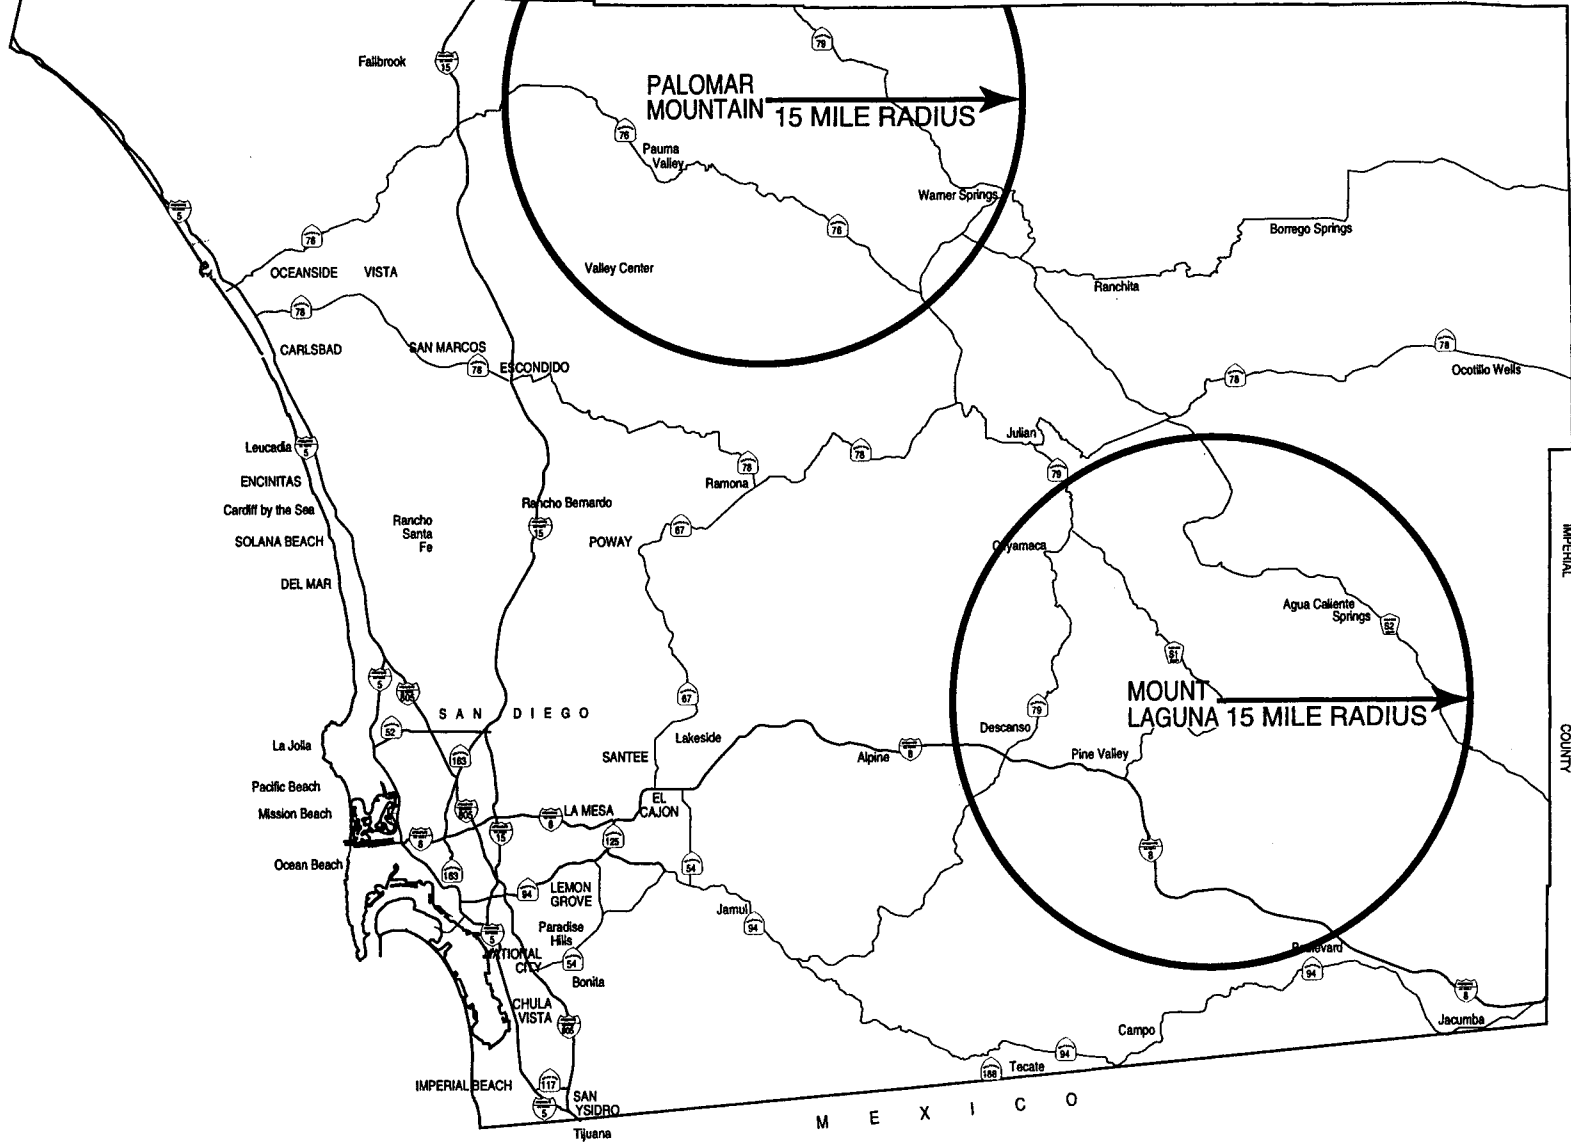 79
Fallbrook
15
PALOMAR
MOUNTAIN
15 MILE RADIUS
76
Pauma
Valley
Warner Springs
5
76
76
Borrego Springs
OCEANSIDE
VISTA
Valley Center
Ranchita
78
CARLSBAD
SAN MARCOS
78
ESCONDIDO
78
78
Ocotillo Wells
Leucadia
5
Julian
78
78
79
ENCINITAS
Ramona
Cardiff by the Sea
Rancho Bernardo
Rancho
Santa
Fe
15
67
SOLANA BEACH
POWAY
Cuyamaca
IMPERIAL
DEL MAR
Agua Caliente
Springs
S2
S1
5
805
67
MOUNT
LAGUNA
15 MILE RADIUS
SAN DIEGO
79
52
Descanso
La Jolla
Lakeside
COUNTY
163
SANTEE
Alpine
8
Pine Valley
Pacific Beach
EL
CAJON
Mission Beach
805
LA MESA
8
15
8
125
8
Ocean Beach
163
54
94
LEMON
GROVE
Jamul
94
Paradise
Hills
5
Boulevard
NATIONAL
CITY
54
94
Bonita
8
CHULA
VISTA
805
Jacumba
Campo
94
Tecate
188
IMPERIAL BEACH
117
SAN
YSIDRO
5
MEXICO
Tijuana